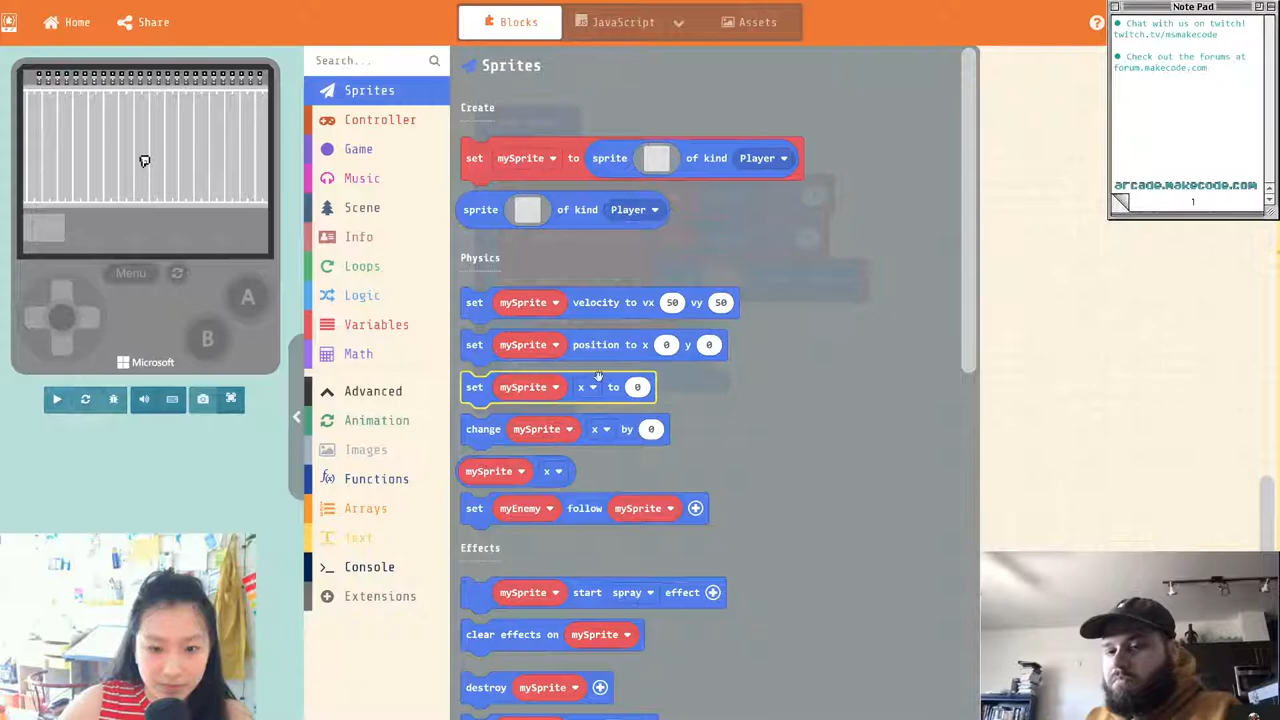 Home
Share
Blocks
JavaScript
Assets
?
Note Pad
Chat with us on twitch!
twitch.tv/msmakecode
Check out the forums at
forum.makecode.com
arcade.makecode.com
1
Menu
A
B
Microsoft
Search...
Sprites
Controller
Game
Music
Scene
Info
Loops
Logic
Variables
Math
Advanced
Animation
Images
Functions
Arrays
Text
Console
Extensions
Sprites
Create
set mySprite to sprite of kind Player
sprite of kind Player
Physics
set mySprite velocity to vx 50 vy 50
set mySprite position to x 0 y 0
set mySprite x to 0
change mySprite x by 0
mySprite x
set myEnemy follow mySprite
Effects
mySprite start spray effect
clear effects on mySprite
destroy mySprite